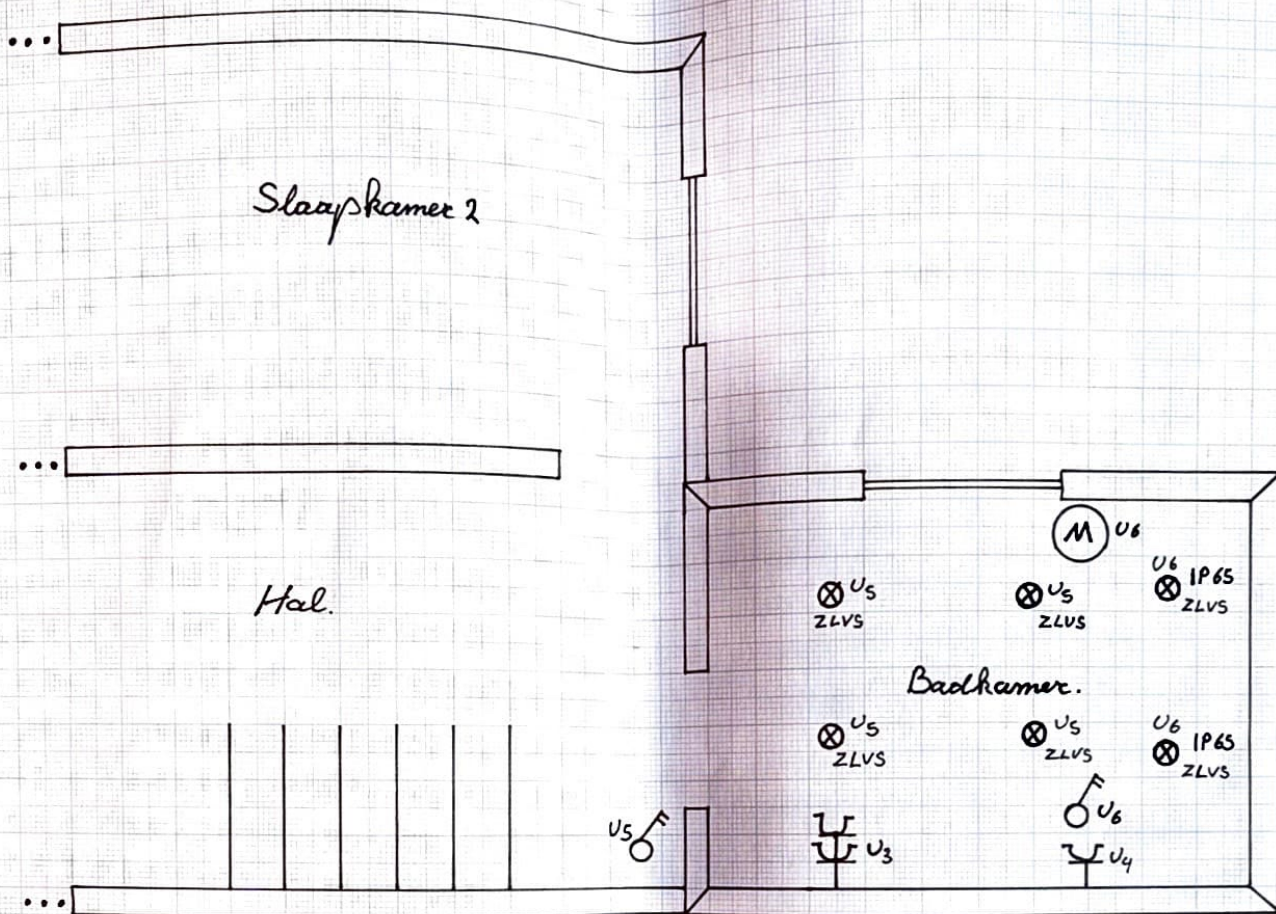 Slaapkamer 2
M U6
U6
IP65
ZLVS
U5
ZLVS
U5
ZLVS
Hal.
Badkamer.
U5
ZLVS
U5
ZLVS
U6
IP65
ZLVS
U6
U5
U3
U4